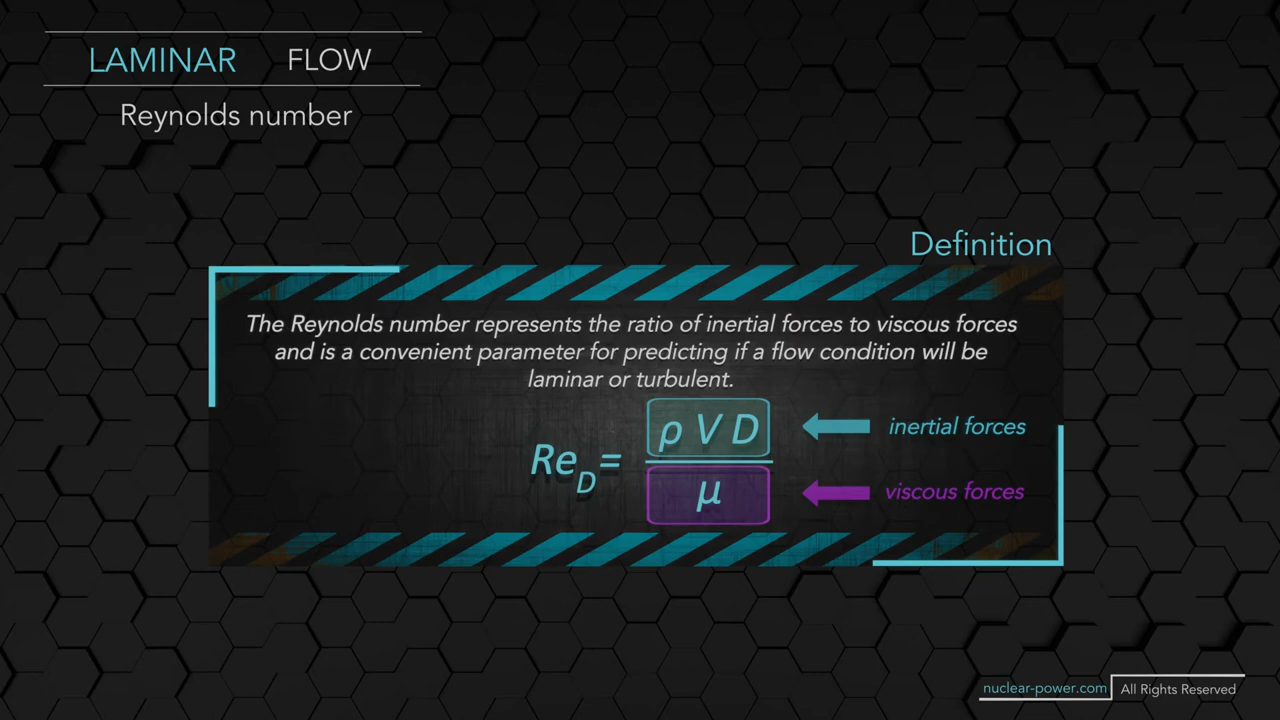 LAMINAR FLOW
Reynolds number
Definition
The Reynolds number represents the ratio of inertial forces to viscous forces
and is a convenient parameter for predicting if a flow condition will be
laminar or turbulent.
ρ V D inertial forces
Re_D=
μ viscous forces
nuclear-power.com All Rights Reserved